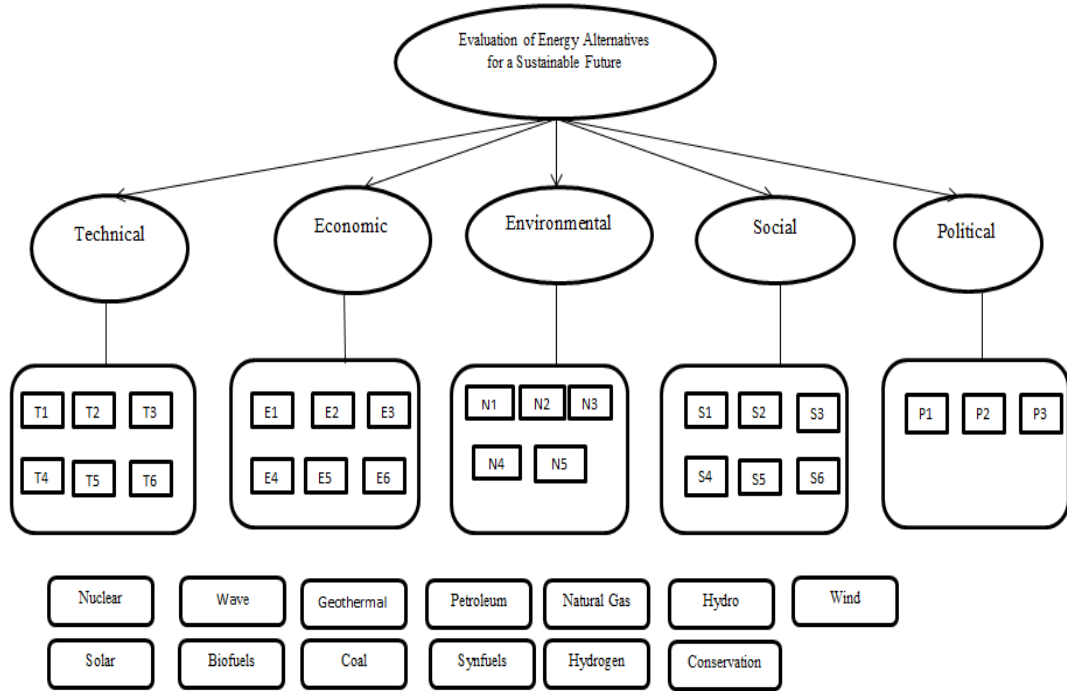 Evaluation of Energy Alternatives
for a Sustainable Future
Technical
Economic
Environmental
Social
Political
T1 T2 T3
T4 T5 T6
E1 E2 E3
E4 E5 E6
N1 N2 N3
N4 N5
S1 S2 S3
S4 S5 S6
P1 P2 P3
Nuclear Wave Geothermal Petroleum Natural Gas Hydro Wind
Solar Biofuels Coal Synfuels Hydrogen Conservation